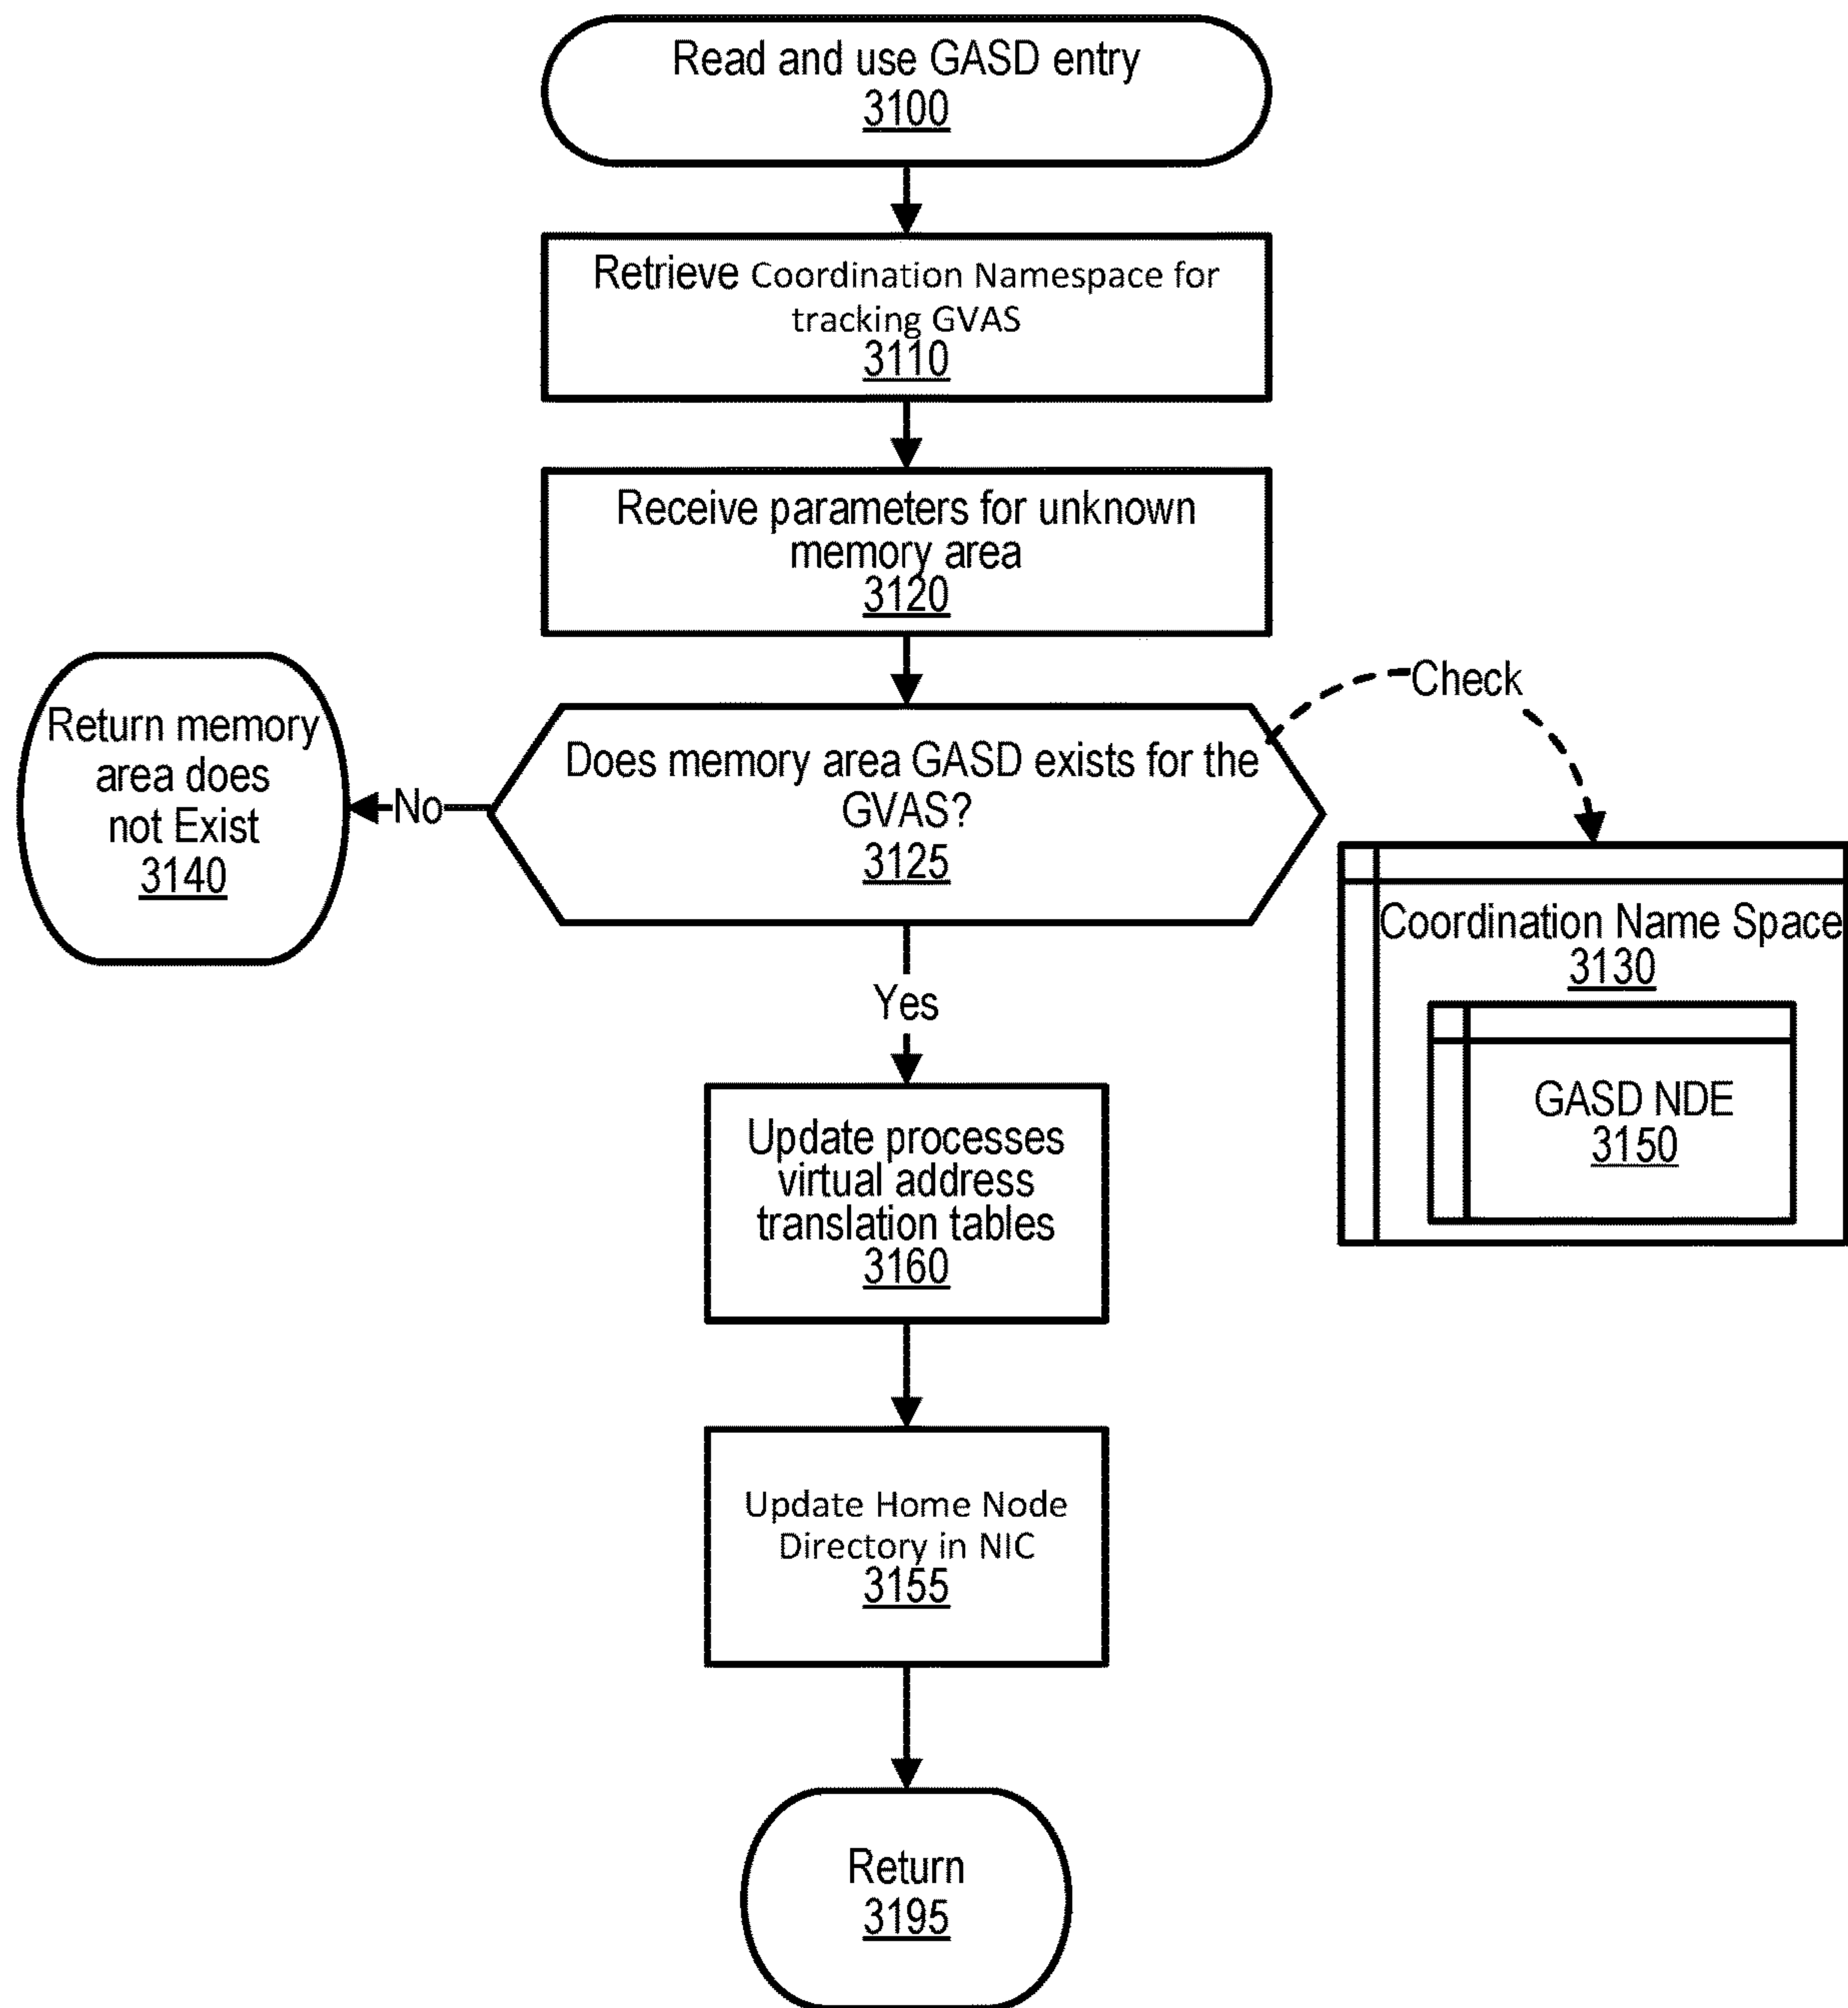 Read and use GASD entry
3100
Retrieve Coordination Namespace for
tracking GVAS
3110
Receive parameters for unknown
memory area
3120
Check
Return memory
area does
not Exist
3140
No
Does memory area GASD exists for the
GVAS?
3125
Coordination Name Space
3130
Yes
GASD NDE
3150
Update processes
virtual address
translation tables
3160
Update Home Node
Directory in NIC
3155
Return
3195